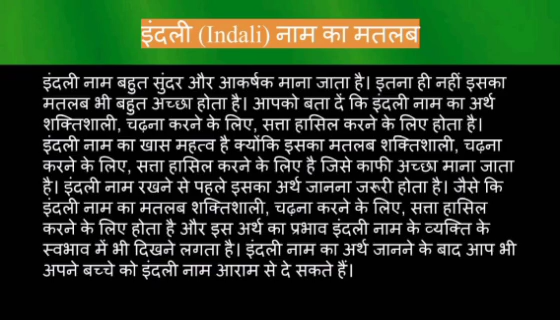 इंदली (Indali) नाम का मतलब
इंदली नाम बहुत सुंदर और आकर्षक माना जाता है। इतना ही नहीं इसका
मतलब भी बहुत अच्छा होता है। आपको बता दें कि इंदली नाम का अर्थ
शक्तिशाली, चढ़ना करने के लिए, सत्ता हासिल करने के लिए होता है।
इंदली नाम का खास महत्व है क्योंकि इसका मतलब शक्तिशाली, चढ़ना
करने के लिए, सत्ता हासिल करने के लिए है जिसे काफी अच्छा माना जाता
है। इंदली नाम रखने से पहले इसका अर्थ जानना जरूरी होता है। जैसे कि
इंदली नाम का मतलब शक्तिशाली, चढ़ना करने के लिए, सत्ता हासिल
करने के लिए होता है और इस अर्थ का प्रभाव इंदली नाम के व्यक्ति के
स्वभाव में भी दिखने लगता है। इंदली नाम का अर्थ जानने के बाद आप भी
अपने बच्चे को इंदली नाम आराम से दे सकते हैं।